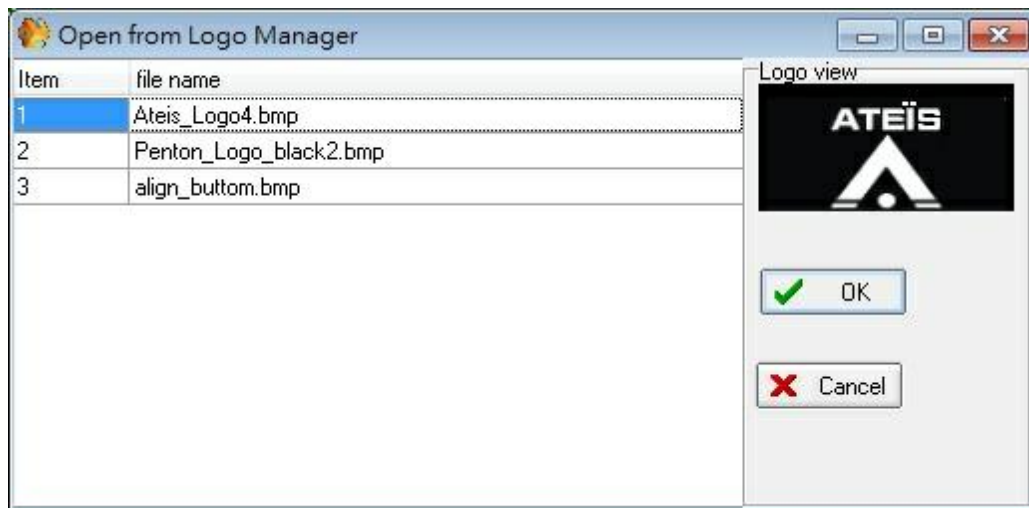 Open from Logo Manager
Item file name
1 Ateis_Logo4.bmp
2 Penton_Logo_black2.bmp
3 align_buttom.bmp
Logo view
ATEÏS
OK
Cancel